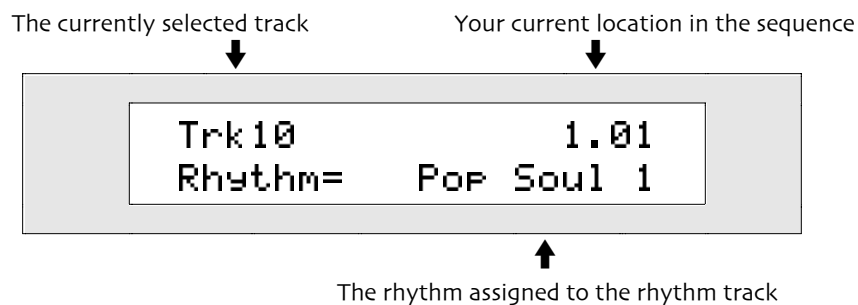 The currently selected track
Your current location in the sequence
Trk10 1.01
Rhythm= Pop Soul 1
The rhythm assigned to the rhythm track